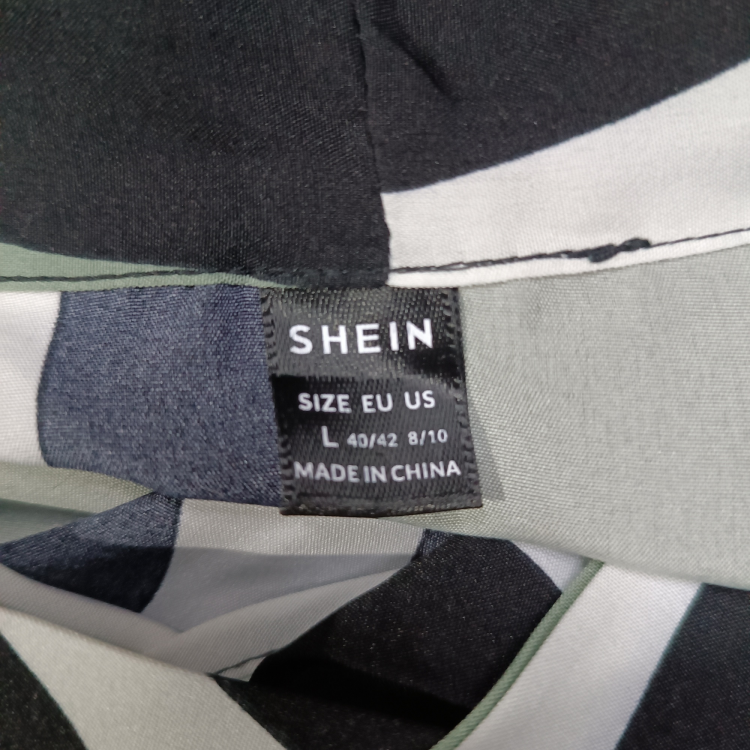 SHEIN
SIZE EU US
L 40/42 8/10
MADE IN CHINA